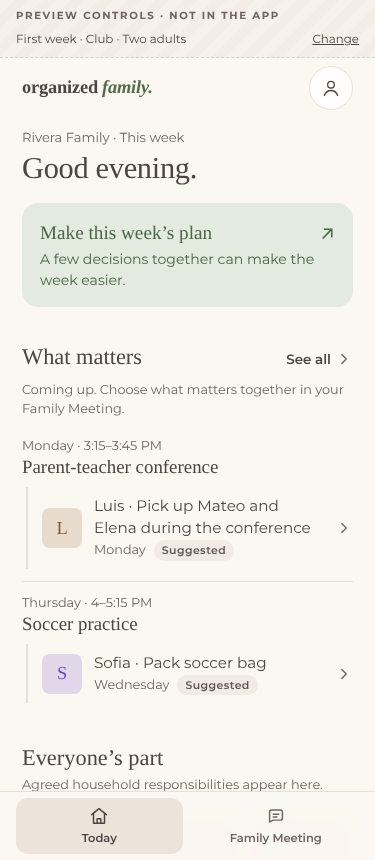 PREVIEW CONTROLS · NOT IN THE APP
First week · Club · Two adults
Change
organized family.
Rivera Family · This week
Good evening.
Make this week’s plan
A few decisions together can make the
week easier.
What matters
See all
Coming up. Choose what matters together in your
Family Meeting.
Monday · 3:15–3:45 PM
Parent-teacher conference
L
Luis · Pick up Mateo and
Elena during the conference
Monday
Suggested
Thursday · 4–5:15 PM
Soccer practice
S
Sofia · Pack soccer bag
Wednesday
Suggested
Everyone’s part
Agreed household responsibilities appear here.
Today
Family Meeting